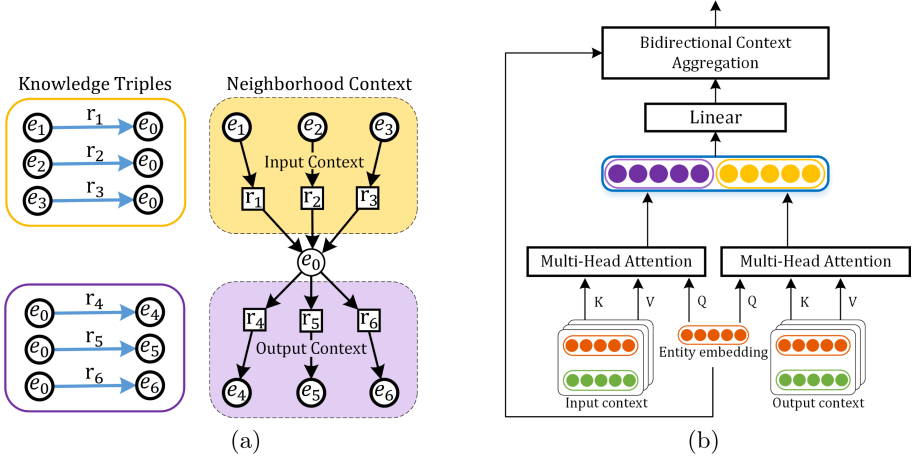 Knowledge Triples
e1 r1 e0
e2 r2 e0
e3 r3 e0
e0 r4 e4
e0 r5 e5
e0 r6 e6
Neighborhood Context
e1 e2 e3
Input Context
r1 r2 r3
e0
r4 r5 r6
Output Context
e4 e5 e6
(a)
Bidirectional Context
Aggregation
Linear
Multi-Head Attention
Multi-Head Attention
K V Q Q K V
Entity embedding
Input context
Output context
(b)